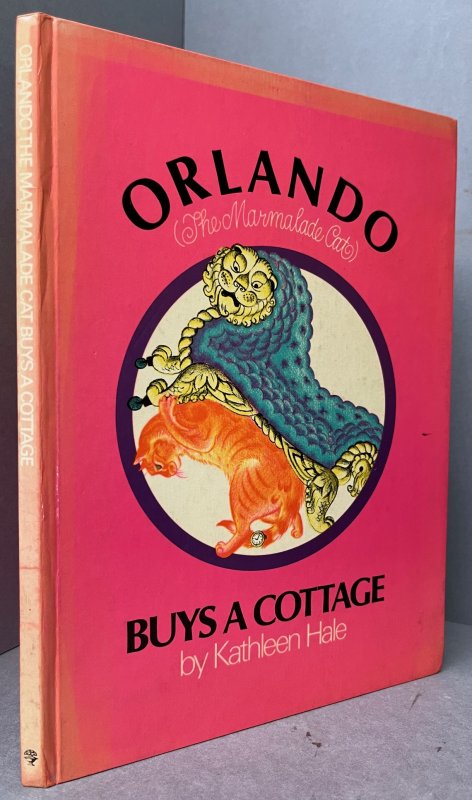 ORLANDO THE MARMALADE CAT BUYS A COTTAGE
ORLANDO
(The Marmalade Cat)
BUYS A COTTAGE
by Kathleen Hale